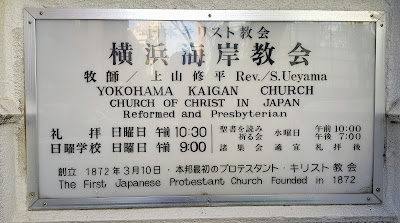 キリスト教会
横浜海岸教会
牧師／上山修平 Rev./S.Ueyama
YOKOHAMA KAIGAN CHURCH
CHURCH OF CHRIST IN JAPAN
Reformed and Presbyterian
礼拝 日曜日 午前 10:30
日曜学校 日曜日 午前 9:00
聖書を読み
祈る会 水曜日 午前 10:00
午後 7:00
諸集会 適宜 礼拝後
創立 1872年3月10日・本邦最初のプロテスタント・キリスト教会
The First Japanese Protestant Church Founded in 1872